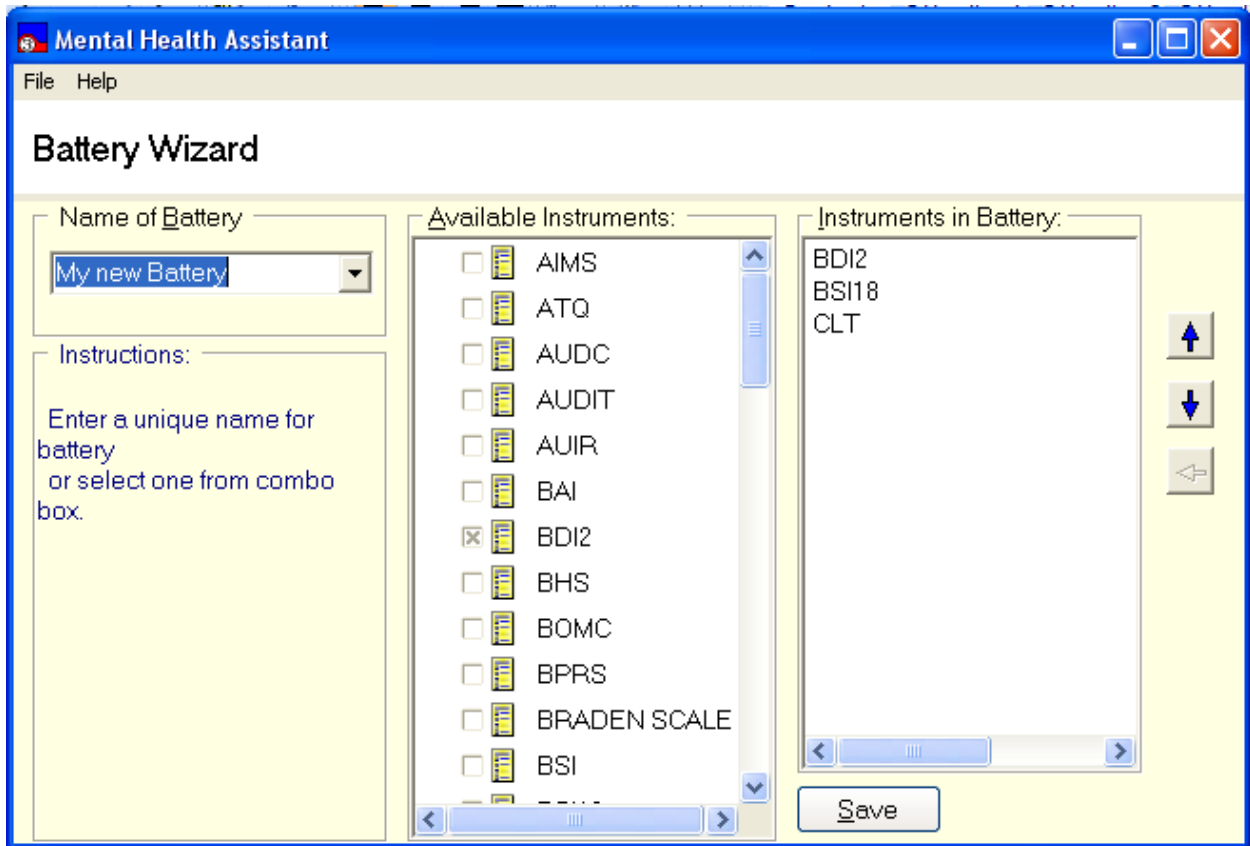 Mental Health Assistant
File Help
Battery Wizard
Name of Battery
My new Battery
Instructions:
Enter a unique name for
battery
or select one from combo
box.
Available Instruments:
AIMS
ATQ
AUDC
AUDIT
AUIR
BAI
BDI2
BHS
BOMC
BPRS
BRADEN SCALE
BSI
Instruments in Battery:
BDI2
BSI18
CLT
Save